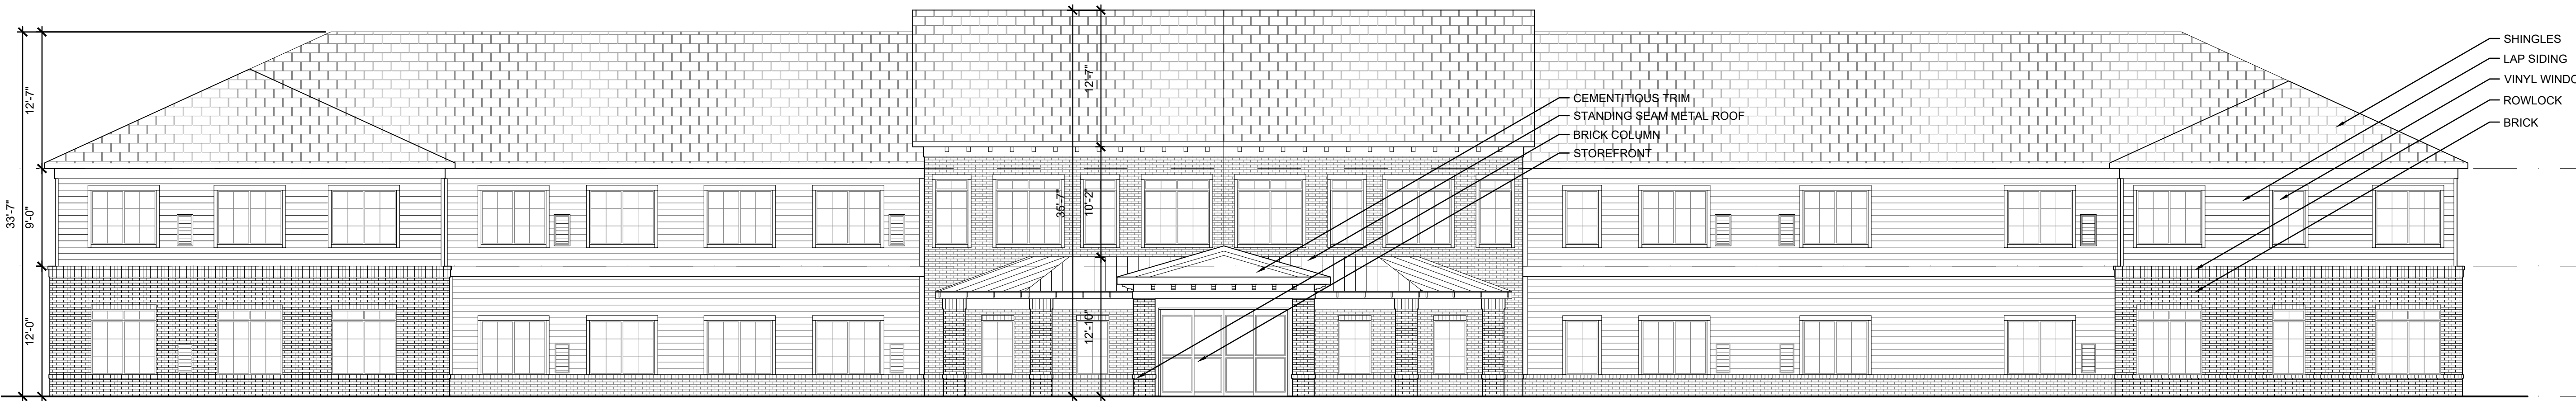 33'-7"
12'-7"
9'-0"
12'-0"
35'-7"
12'-7"
10'-2"
12'-10"
CEMENTITIOUS TRIM
STANDING SEAM METAL ROOF
BRICK COLUMN
STOREFRONT
SHINGLES
LAP SIDING
VINYL WINDO
ROWLOCK
BRICK